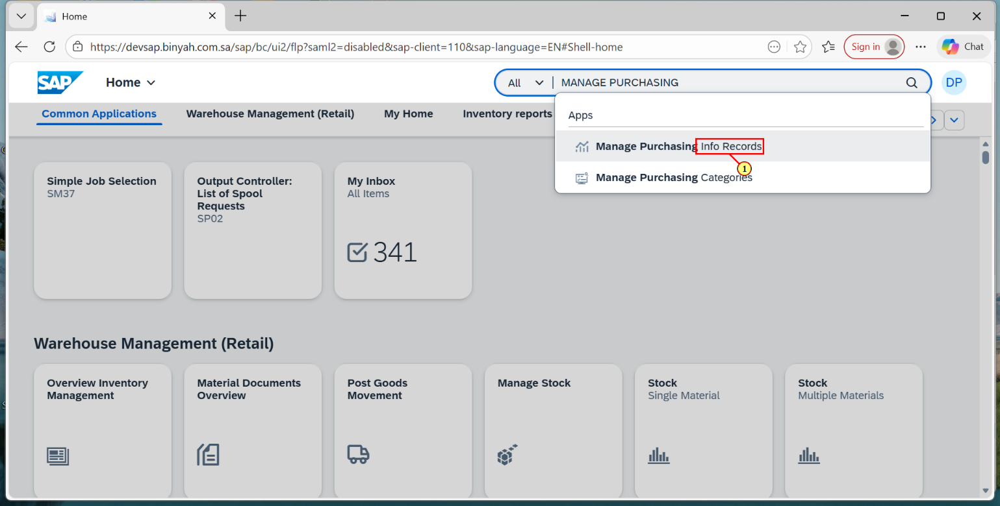 Home
https://devsap.binyah.com.sa/sap/bc/ui2/flp?saml2=disabled&sap-client=110&sap-language=EN#Shell-home
Sign in
Chat
SAP
Home
All
MANAGE PURCHASING
DP
Common Applications
Warehouse Management (Retail)
My Home
Inventory reports
Apps
Manage Purchasing Info Records
1
Manage Purchasing Categories
Simple Job Selection
SM37
Output Controller:
List of Spool
Requests
SP02
My Inbox
All Items
341
Warehouse Management (Retail)
Overview Inventory
Management
Material Documents
Overview
Post Goods
Movement
Manage Stock
Stock
Single Material
Stock
Multiple Materials